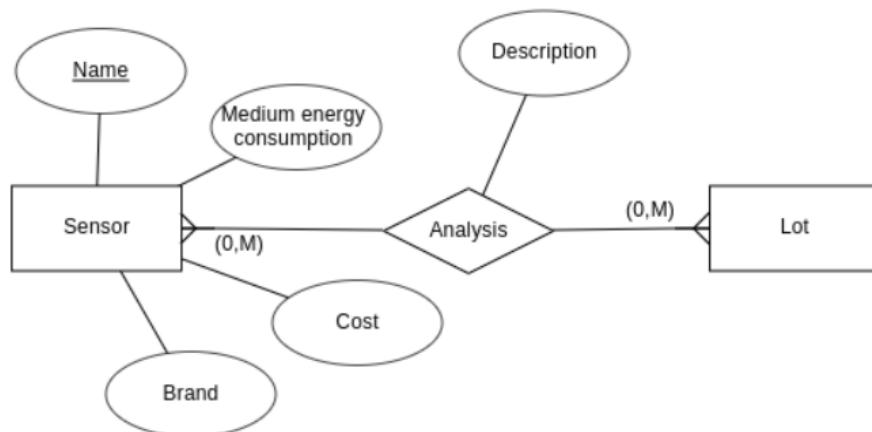 Name
Description
Medium energy
consumption
Sensor
(0,M)
Analysis
(0,M)
Lot
Cost
Brand